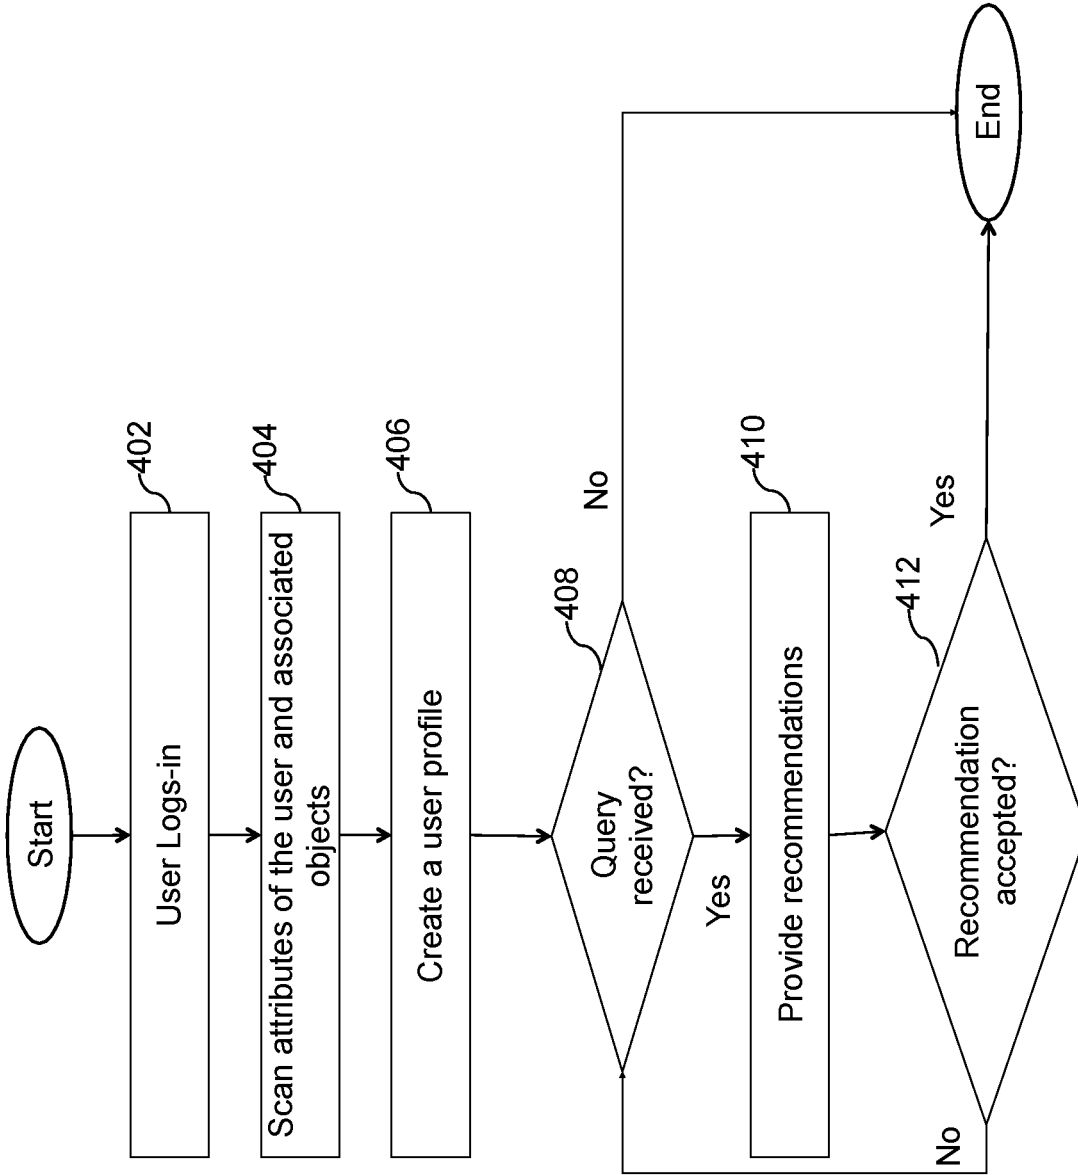 Start
User Logs-in
402
Scan attributes of the user and associated
objects
404
Create a user profile
406
Query
received?
408
No
Yes
Provide recommendations
410
Recommendation
accepted?
412
Yes
No
End